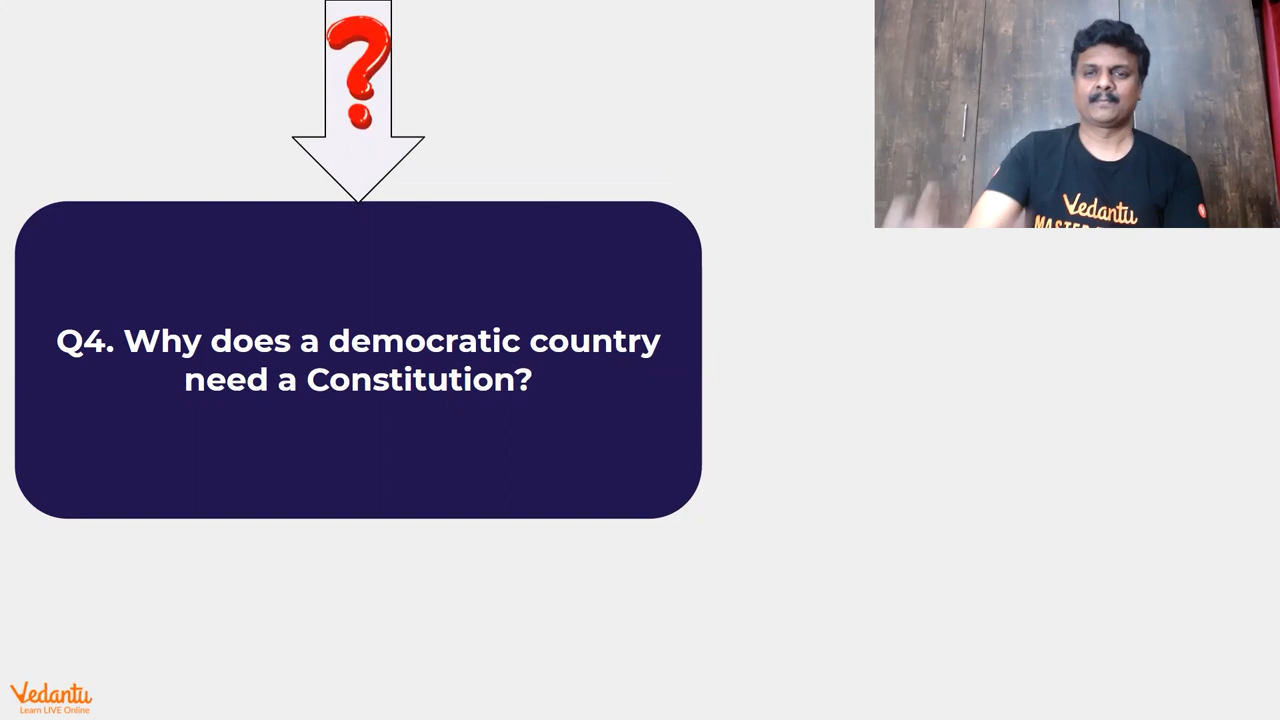 ?
Q4. Why does a democratic country
need a Constitution?
Vedantu
Vedantu
Learn LIVE Online